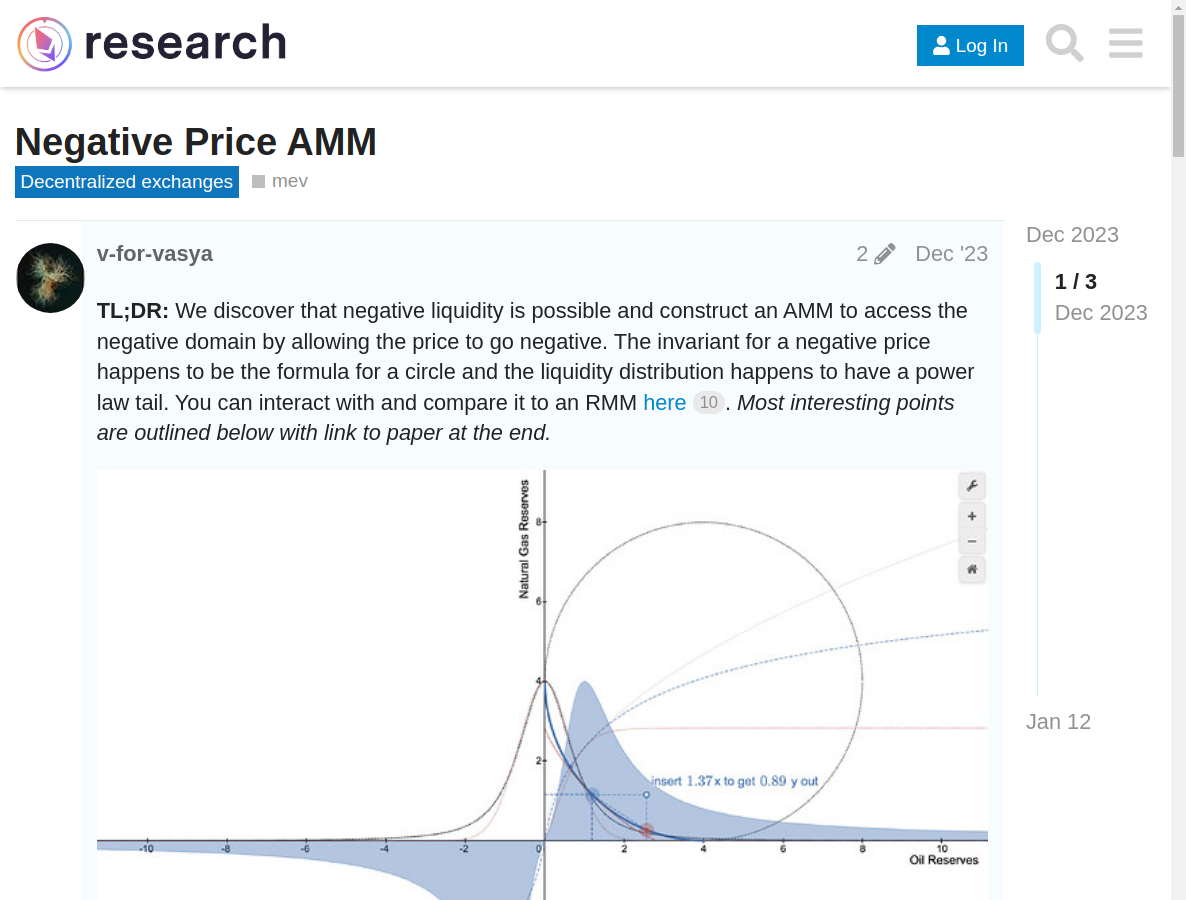 research
Log In
Negative Price AMM
Decentralized exchanges
mev
v-for-vasya
2
Dec '23
TL;DR: We discover that negative liquidity is possible and construct an AMM to access the
negative domain by allowing the price to go negative. The invariant for a negative price
happens to be the formula for a circle and the liquidity distribution happens to have a power
law tail. You can interact with and compare it to an RMM here 10. Most interesting points
are outlined below with link to paper at the end.
Dec 2023
1 / 3
Dec 2023
Jan 12
Natural Gas Reserves
8
6
4
2
insert 1.37x to get 0.89 y out
-10 -8 -6 -4 -2 0 2 4 6 8 10
Oil Reserves